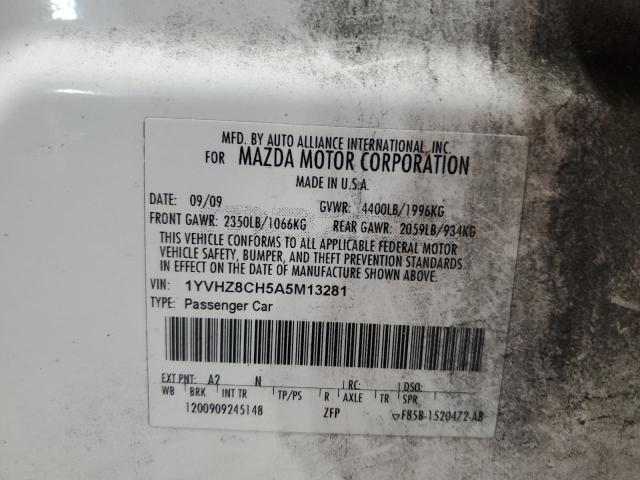 MFD. BY AUTO ALLIANCE INTERNATIONAL, INC.
FOR MAZDA MOTOR CORPORATION
MADE IN U.S.A.
DATE: 09/09 GVWR: 4400LB/1996KG
FRONT GAWR: 2350LB/1066KG REAR GAWR: 2059LB/934KG
THIS VEHICLE CONFORMS TO ALL APPLICABLE FEDERAL MOTOR
VEHICLE SAFETY, BUMPER, AND THEFT PREVENTION STANDARDS
IN EFFECT ON THE DATE OF MANUFACTURE SHOWN ABOVE.
VIN: 1YVHZ8CH5A5M13281
TYPE: Passenger Car
EXT PNT: A2 N RC:
WB BRK INT TR TP/PS R AXLE TR SPR
1200909245148 ZFP F85B-1520472-AB